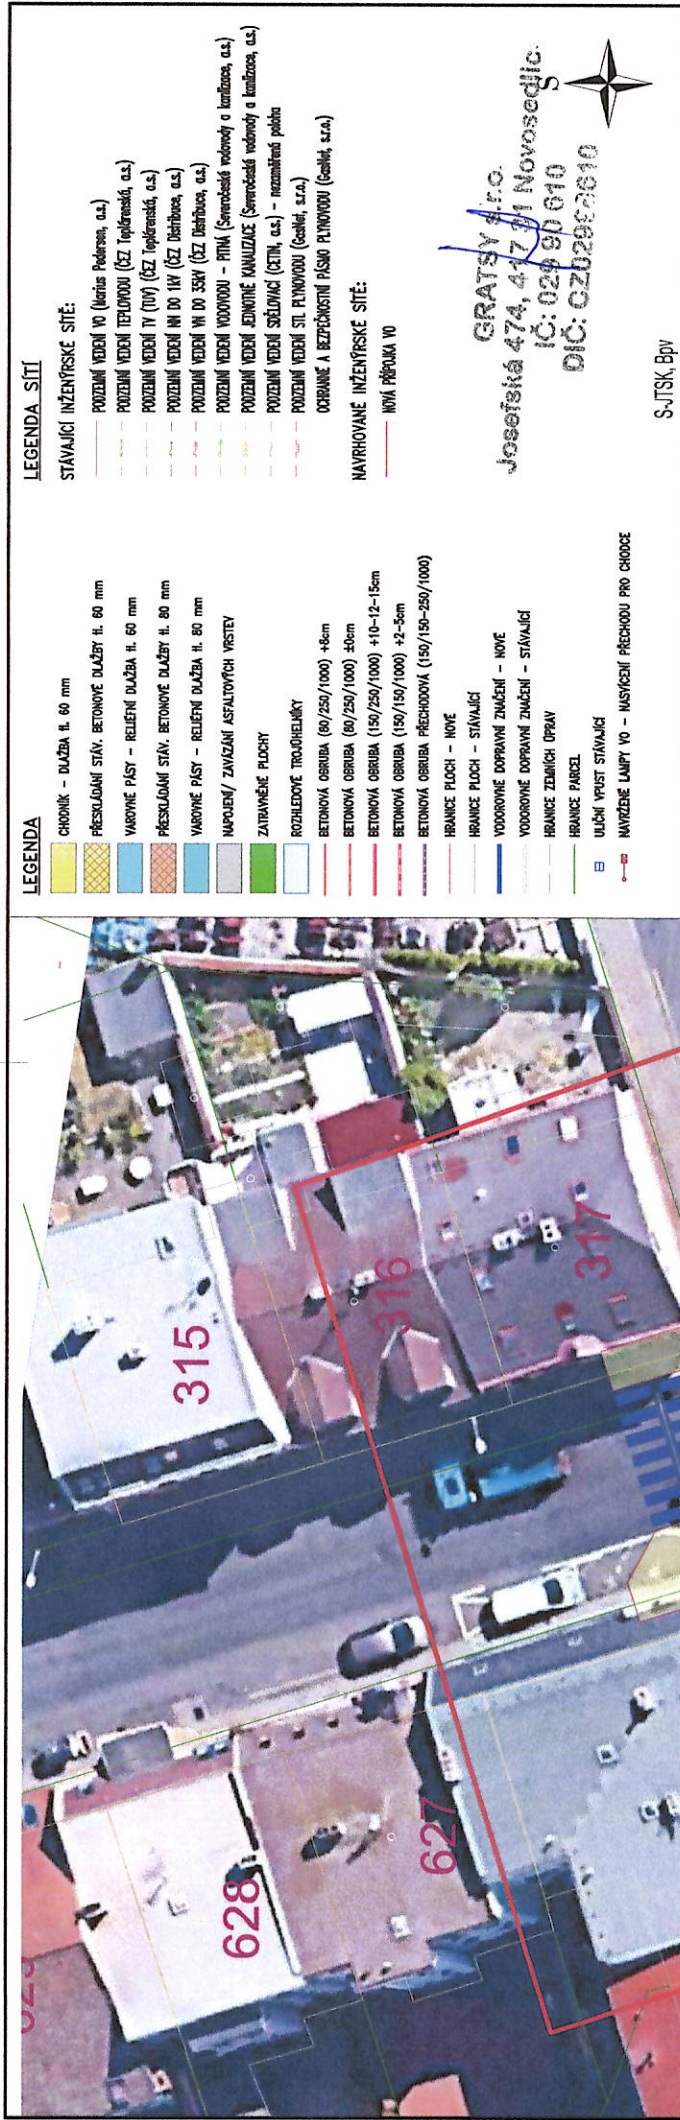 LEGENDA
CHODNÍK - DLAŽBA tl. 60 mm
PŘESKLÁDÁNÍ STÁV. BETONOVÉ DLAŽBY tl. 60 mm
VAROVNÉ PÁSY - RELIÉFNÍ DLAŽBA tl. 60 mm
PŘESKLÁDÁNÍ STÁV. BETONOVÉ DLAŽBY tl. 80 mm
VAROVNÉ PÁSY - RELIÉFNÍ DLAŽBA tl. 80 mm
NAPOJENÍ/ ZAVÁZÁNÍ ASFALTOVÝCH VRSTEV
ZATRAVNĚNÉ PLOCHY
ROZHLEDOVÉ TROJÚHELNÍKY
BETONOVÁ OBRUBA (80/250/1000) +8cm
BETONOVÁ OBRUBA (80/250/1000) ±0cm
BETONOVÁ OBRUBA (150/250/1000) +10-12-15cm
BETONOVÁ OBRUBA (150/150/1000) +2-5cm
BETONOVÁ OBRUBA PŘECHODOVÁ (150/150-250/1000)
HRANICE PLOCH - NOVÉ
HRANICE PLOCH - STÁVAJÍCÍ
VODOROVNÉ DOPRAVNÍ ZNAČENÍ - NOVÉ
VODOROVNÉ DOPRAVNÍ ZNAČENÍ - STÁVAJÍCÍ
HRANICE ZEMNÍCH ÚPRAV
HRANICE PARCEL
ULIČNÍ VPUST STÁVAJÍCÍ
NAVRŽENÉ LAMPY VO - NASVÍCENÍ PŘECHODU PRO CHODCE
LEGENDA SÍTÍ
STÁVAJÍCÍ INŽENÝRSKÉ SÍTĚ:
PODZEMNÍ VEDENÍ VO (Marius Pedersen, a.s.)
PODZEMNÍ VEDENÍ TEPLOVODU (ČEZ Teplárenská, a.s.)
PODZEMNÍ VEDENÍ TV (TUV) (ČEZ Teplárenská, a.s.)
PODZEMNÍ VEDENÍ NN DO 1kV (ČEZ Distribuce, a.s.)
PODZEMNÍ VEDENÍ VN DO 35kV (ČEZ Distribuce, a.s.)
PODZEMNÍ VEDENÍ VODOVODU - PITNÁ (Severočeské vodovody a kanlizace, a.s.)
PODZEMNÍ VEDENÍ JEDNOTNÉ KANALIZACE (Severočeské vodovody a kanlizace, a.s.)
PODZEMNÍ VEDENÍ SDĚLOVACÍ (CETIN, a.s.) - nezaměřená poloha
PODZEMNÍ VEDENÍ STL PLYNOVODU (GasNet, s.r.o.)
OCHRANNÉ A BEZPEČNOSTNÍ PÁSMO PLYNOVODU (GasNet, s.r.o.)
NAVRHOVANÉ INŽENÝRSKÉ SÍTĚ:
NOVÁ PŘÍPOJKA VO
GRATSY s.r.o.
Josefská 474, 417 31 Novosedlice
IČ: 029 90 610
DIČ: CZ02990610
S
S-JTSK, Bpv
315
316
317
628
627